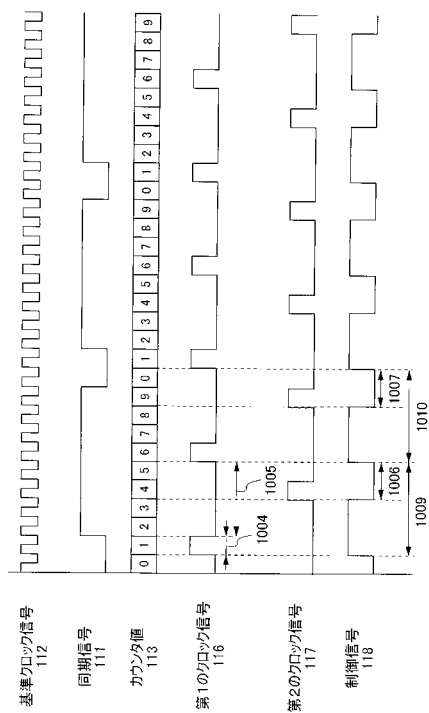 基準クロック信号
112
同期信号
111
カウンタ値
113
0 1 2 3 4 5 6 7 8 9 0 1 2 3 4 5 6 7 8 9 0 1 2 3 4 5 6 7 8 9
第1のクロック信号
116
1004
1005
第2のクロック信号
117
制御信号
118
1006
1007
1009
1010